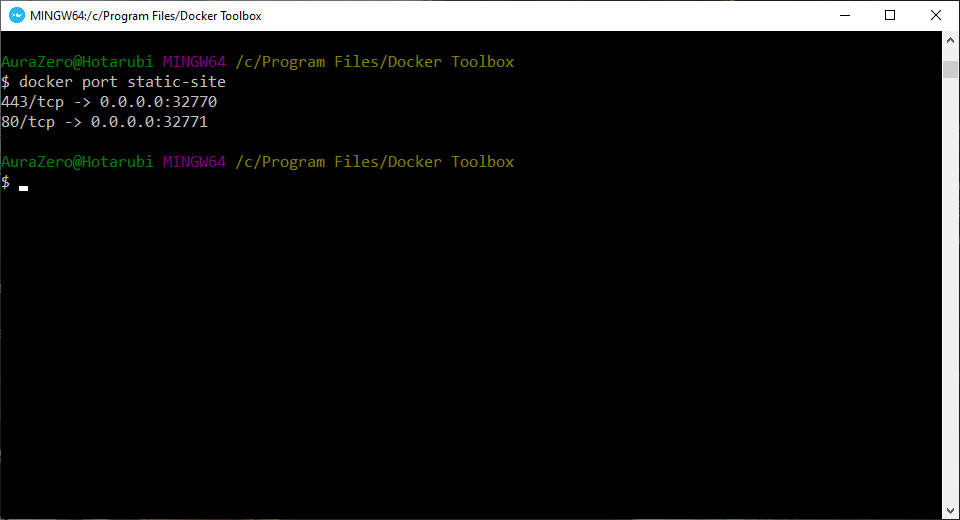 MINGW64:/c/Program Files/Docker Toolbox
AuraZero@Hotarubi MINGW64 /c/Program Files/Docker Toolbox
$ docker port static-site
443/tcp -> 0.0.0.0:32770
80/tcp -> 0.0.0.0:32771
AuraZero@Hotarubi MINGW64 /c/Program Files/Docker Toolbox
$